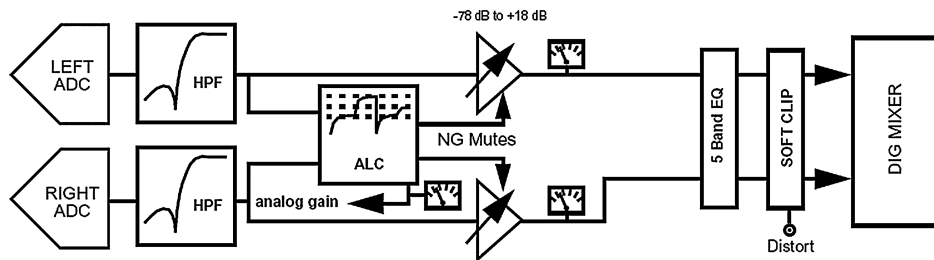 -78 dB to +18 dB
LEFT
ADC
HPF
ALC
NG Mutes
5 Band EQ
SOFT CLIP
DIG MIXER
RIGHT
ADC
HPF
analog gain
Distort